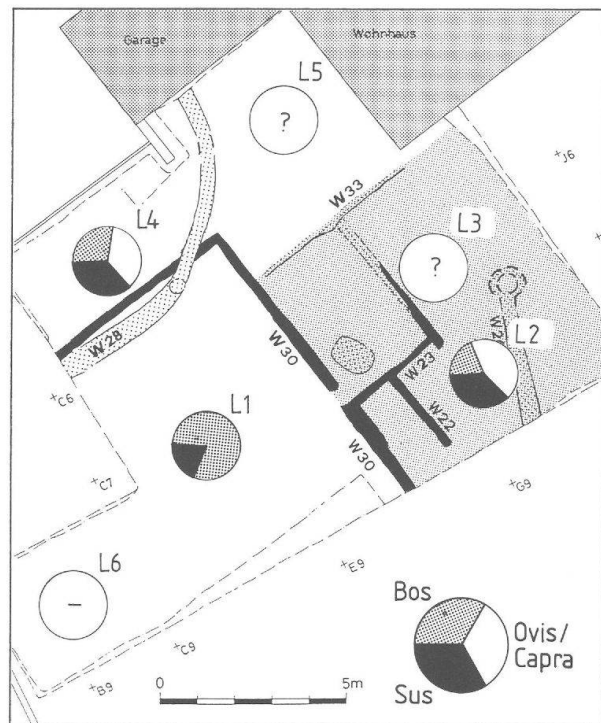 Garage
Wohnhaus
L5
?
+J6
W33
L4
L3
?
W28
W30
W2
L2
W23
+C6
W22
L1
W30
+C7
+G9
L6
–
+E9
Bos
Ovis/
Capra
+C9
Sus
+B9
0
5m